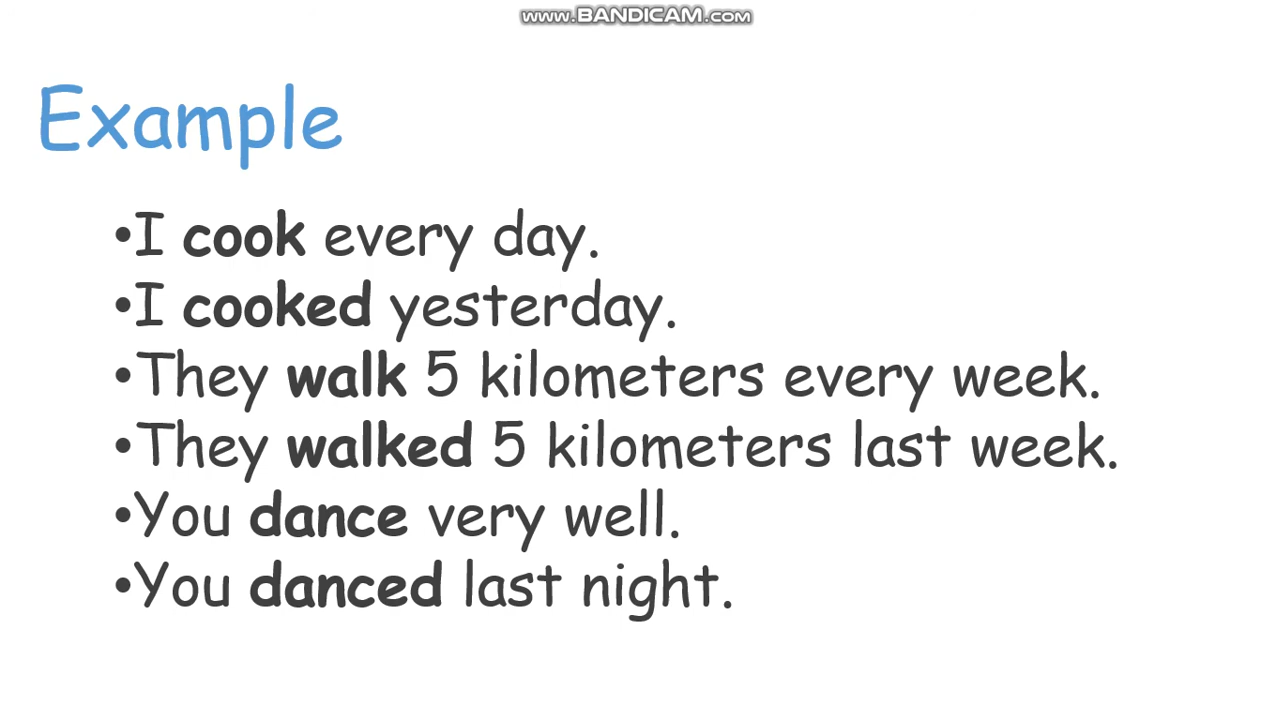 www.BANDICAM.com
Example
•I cook every day.
•I cooked yesterday.
•They walk 5 kilometers every week.
•They walked 5 kilometers last week.
•You dance very well.
•You danced last night.